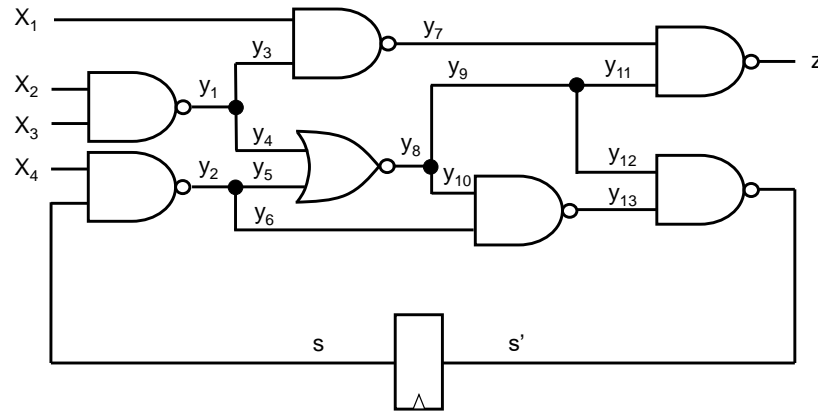 X₁
y₇
y₃
z
X₂
y₁
y₉
y₁₁
X₃
y₄
y₈
X₄
y₂
y₅
y₁₀
y₁₂
y₆
y₁₃
s
s’